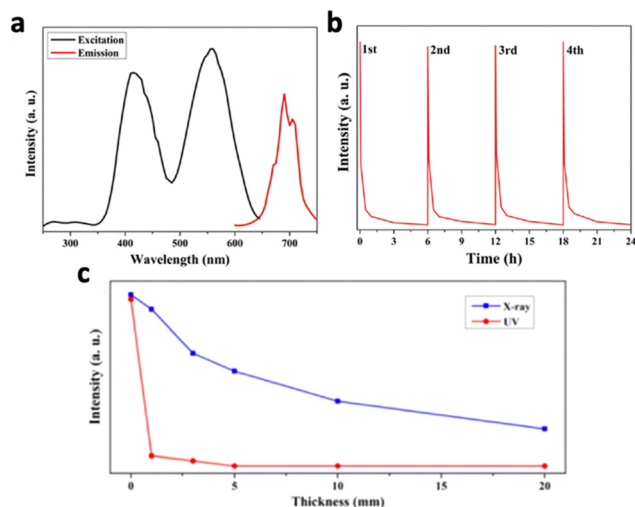 a
Excitation
Emission
Intensity (a. u.)
300 400 500 600 700
Wavelength (nm)
b
1st 2nd 3rd 4th
Intensity (a. u.)
0 3 6 9 12 15 18 21 24
Time (h)
c
X-ray
UV
Intensity (a. u.)
0 5 10 15 20
Thickness (mm)